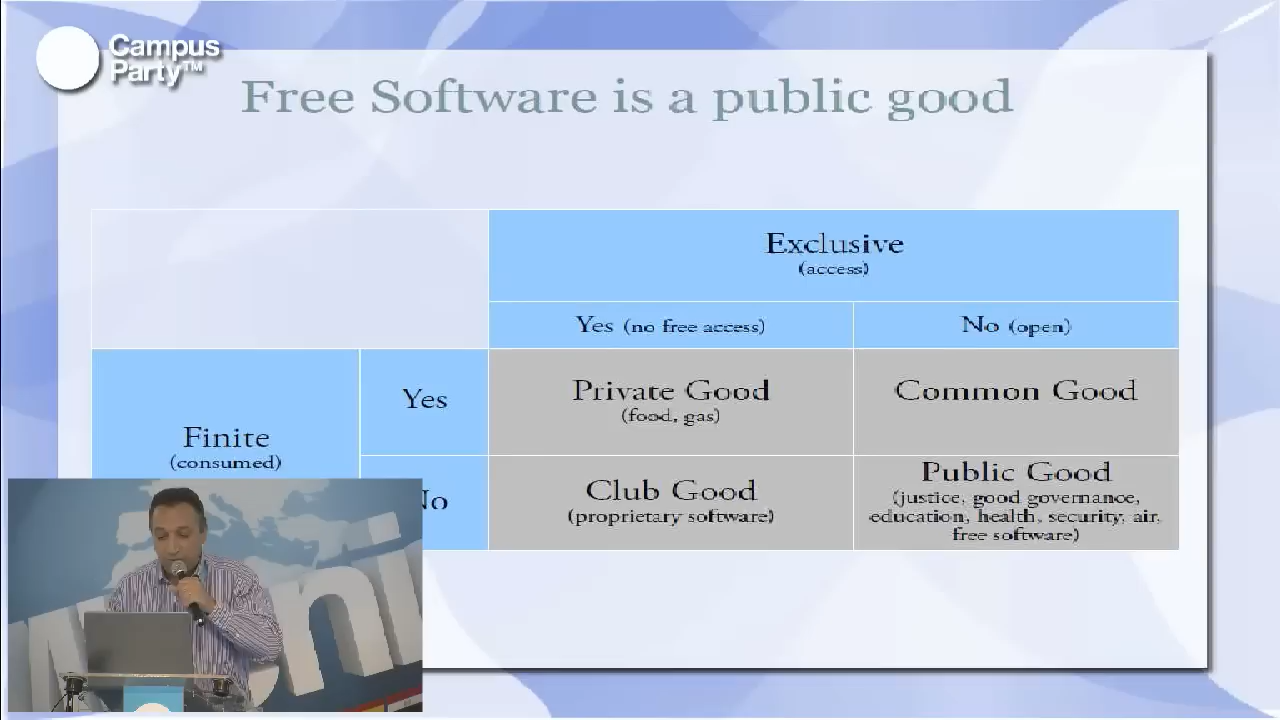 Campus
Party™
Free Software is a public good
Exclusive
(access)
Yes (no free access)
No (open)
Finite
(consumed)
Yes
Private Good
(food, gas)
Common Good
No
Club Good
(proprietary software)
Public Good
(justice, good governance,
education, health, security, air,
free software)